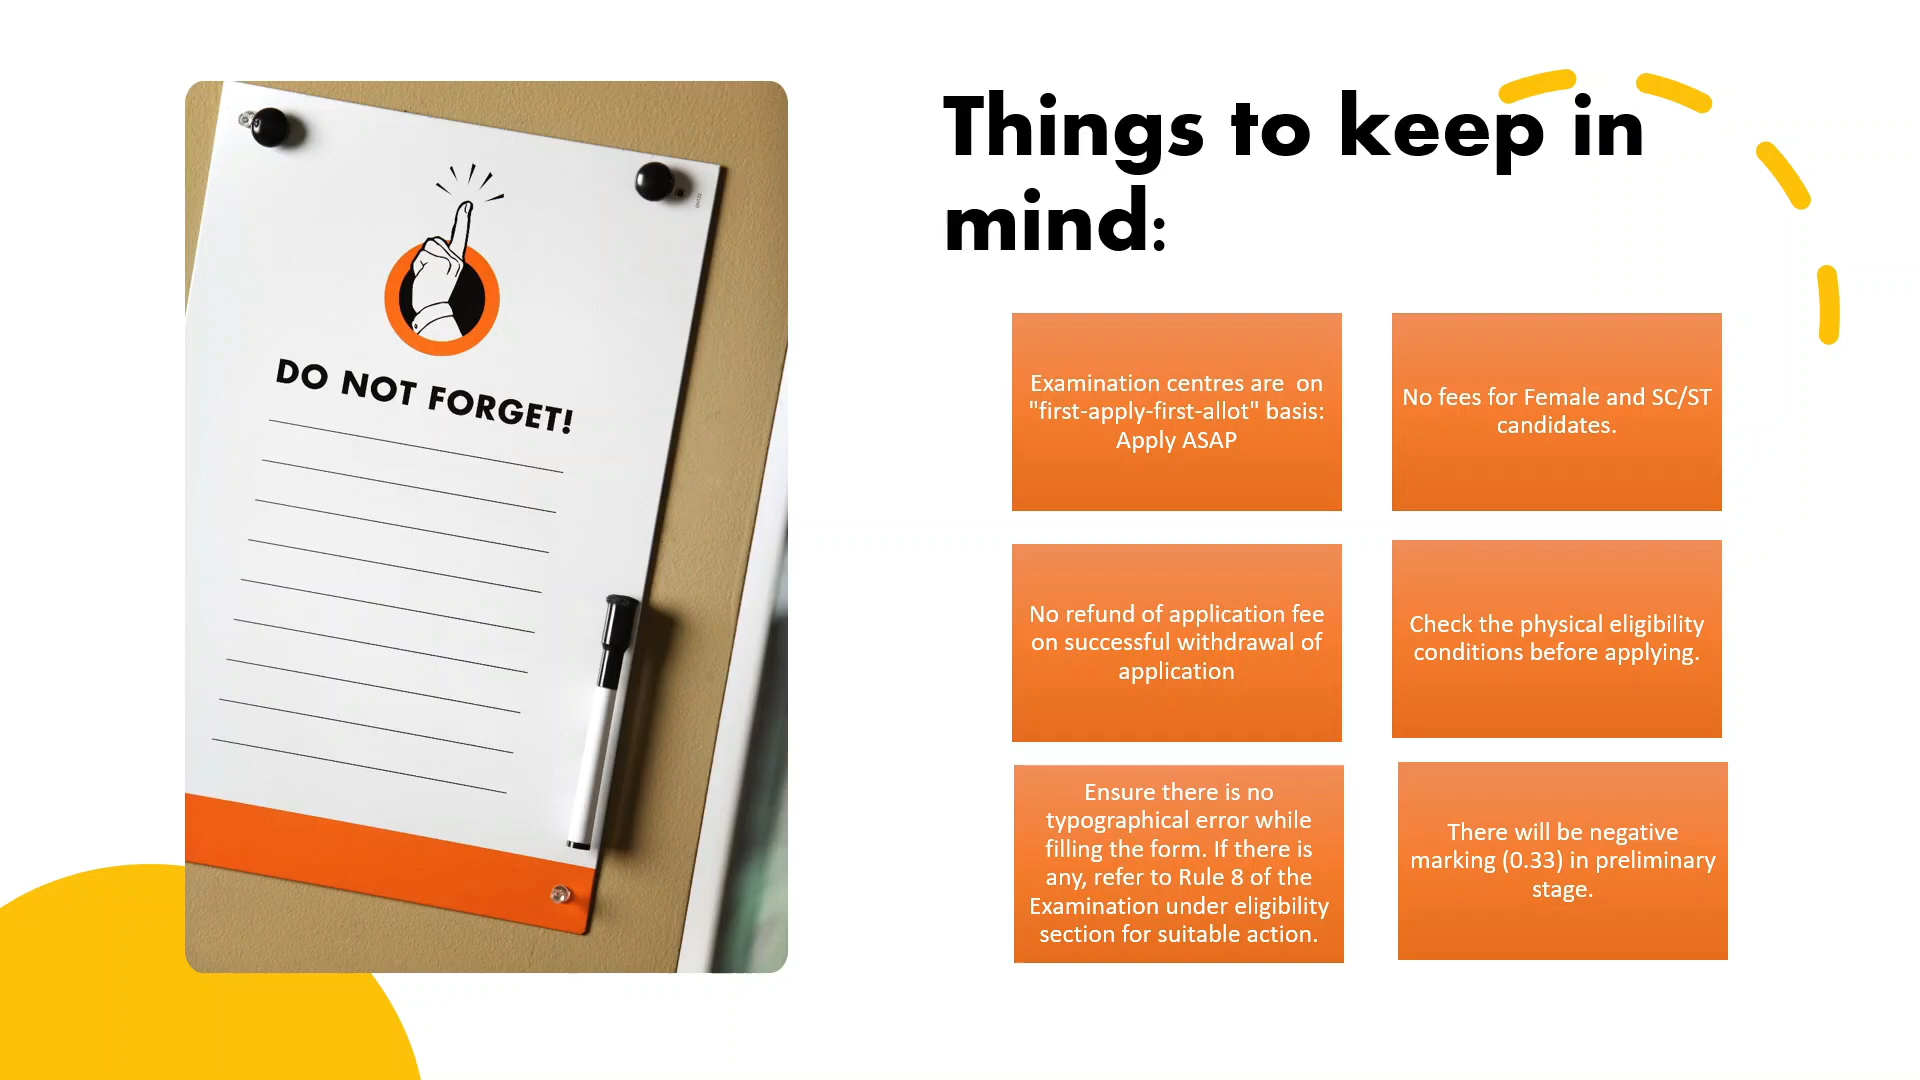 DO NOT FORGET!
Things to keep in
mind:
Examination centres are  on
"first-apply-first-allot" basis:
Apply ASAP
No fees for Female and SC/ST
candidates.
No refund of application fee
on successful withdrawal of
application
Check the physical eligibility
conditions before applying.
Ensure there is no
typographical error while
filling the form. If there is
any, refer to Rule 8 of the
Examination under eligibility
section for suitable action.
There will be negative
marking (0.33) in preliminary
stage.